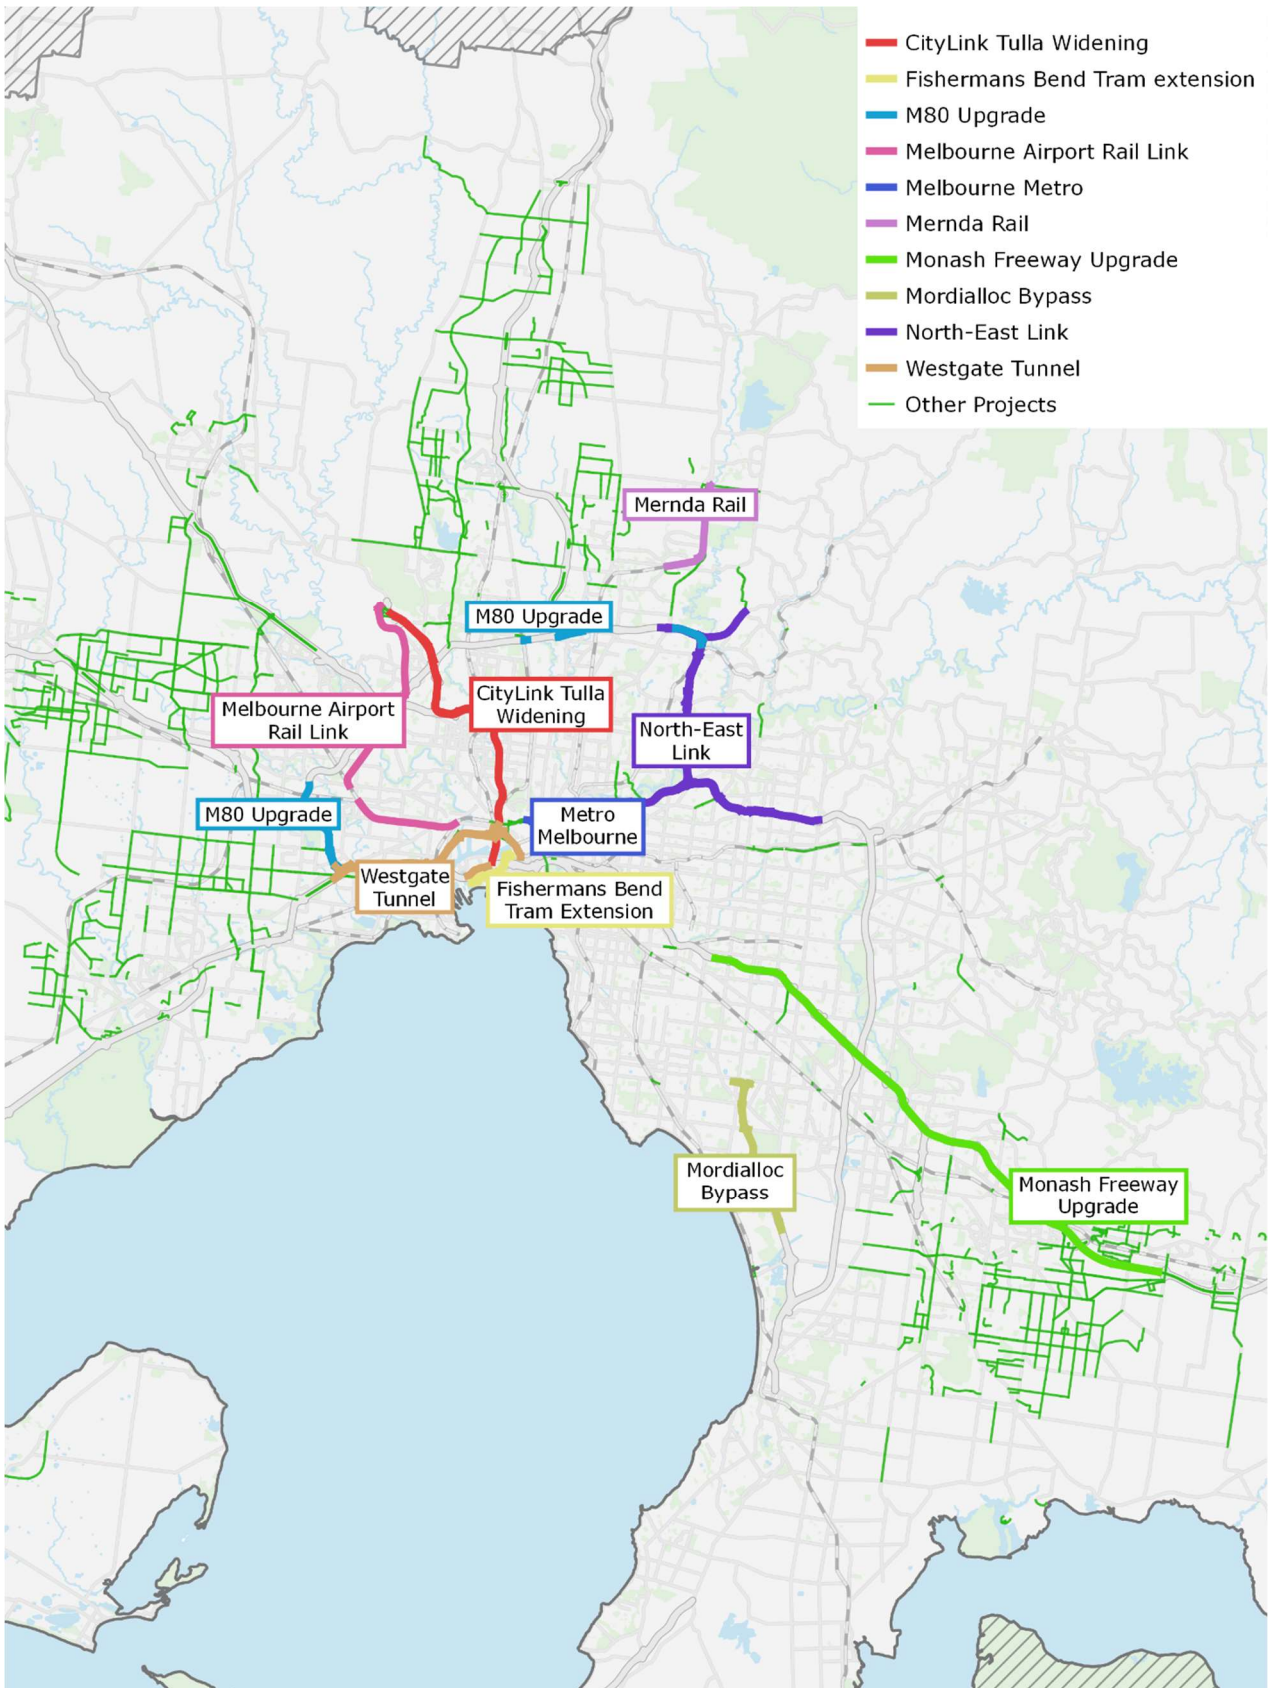 CityLink Tulla Widening
Fishermans Bend Tram extension
M80 Upgrade
Melbourne Airport Rail Link
Melbourne Metro
Mernda Rail
Monash Freeway Upgrade
Mordialloc Bypass
North-East Link
Westgate Tunnel
Other Projects
Mernda Rail
M80 Upgrade
CityLink Tulla
Widening
Melbourne Airport
Rail Link
North-East
Link
M80 Upgrade
Metro
Melbourne
Westgate
Tunnel
Fishermans Bend
Tram Extension
Mordialloc
Bypass
Monash Freeway
Upgrade